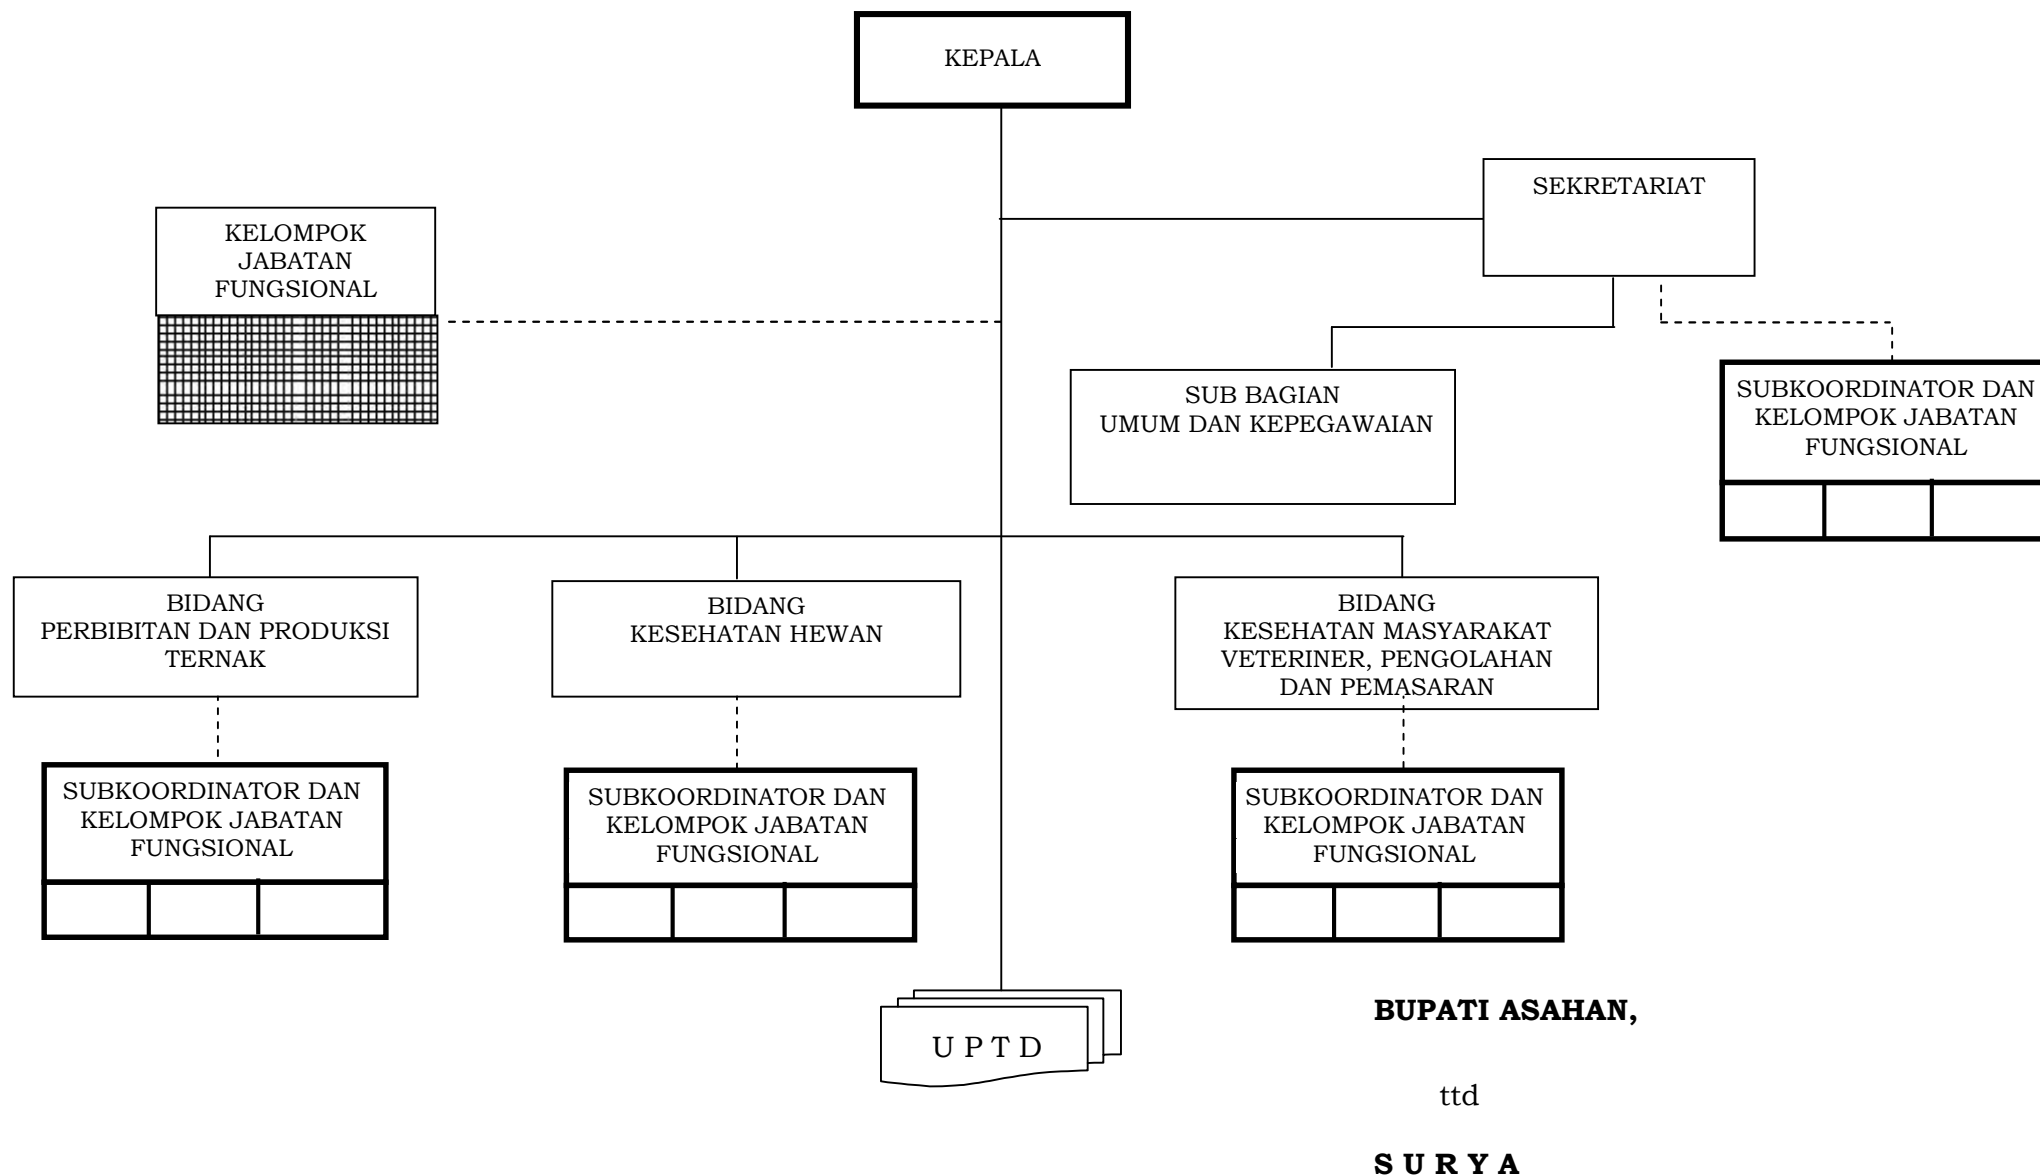 KEPALA
SEKRETARIAT
KELOMPOK
JABATAN
FUNGSIONAL
SUB BAGIAN
UMUM DAN KEPEGAWAIAN
SUBKOORDINATOR DAN
KELOMPOK JABATAN
FUNGSIONAL
BIDANG
PERBIBITAN DAN PRODUKSI
TERNAK
BIDANG
KESEHATAN HEWAN
BIDANG
KESEHATAN MASYARAKAT
VETERINER, PENGOLAHAN
DAN PEMASARAN
SUBKOORDINATOR DAN
KELOMPOK JABATAN
FUNGSIONAL
SUBKOORDINATOR DAN
KELOMPOK JABATAN
FUNGSIONAL
SUBKOORDINATOR DAN
KELOMPOK JABATAN
FUNGSIONAL
U P T D
BUPATI ASAHAN,
ttd
S U R Y A